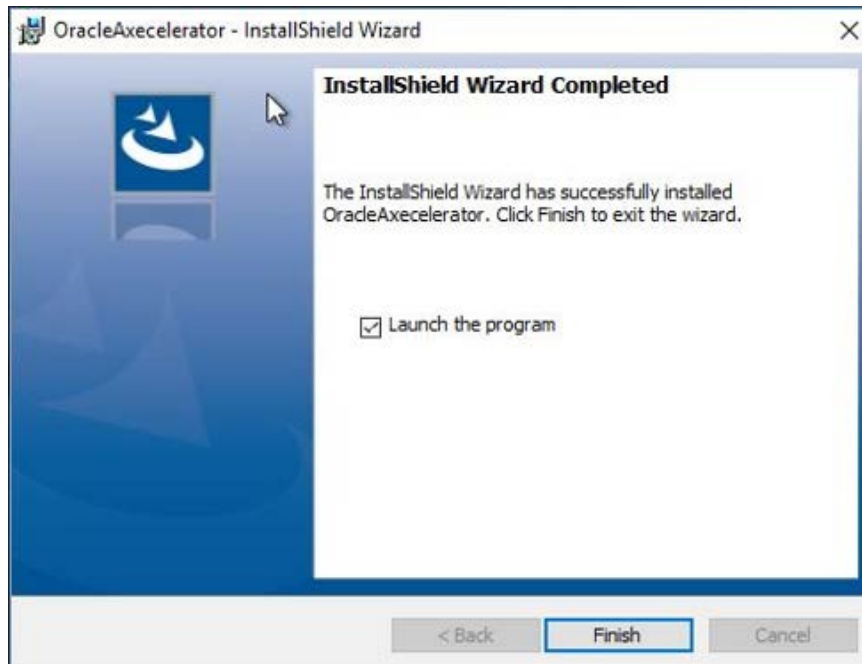 OracleAxecelerator - InstallShield Wizard
InstallShield Wizard Completed
The InstallShield Wizard has successfully installed
OracleAxecelerator. Click Finish to exit the wizard.
Launch the program
< Back
Finish
Cancel